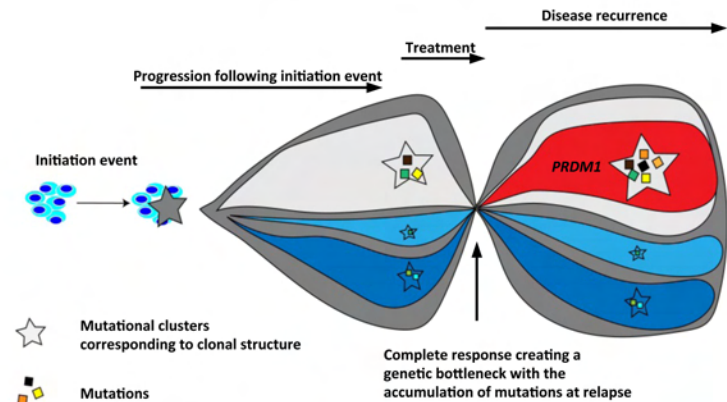 Disease recurrence
Treatment
Progression following initiation event
Initiation event
PRDM1
Mutational clusters
corresponding to clonal structure
Mutations
Complete response creating a
genetic bottleneck with the
accumulation of mutations at relapse